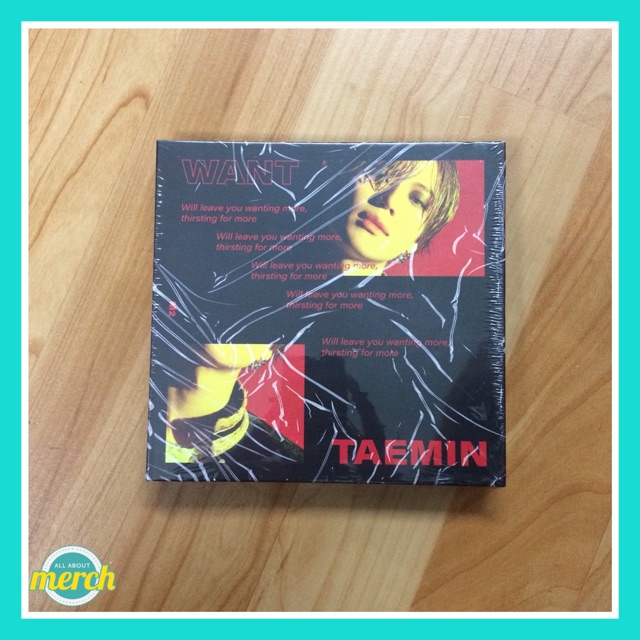 WANT
Will leave you wanting more,
thirsting for more
Will leave you wanting more,
thirsting for more
Will leave you wanting more,
thirsting for more
Will leave you wanting more,
thirsting for more
Will leave you wanting more,
thirsting for more
TAEMIN
ALL ABOUT
merch